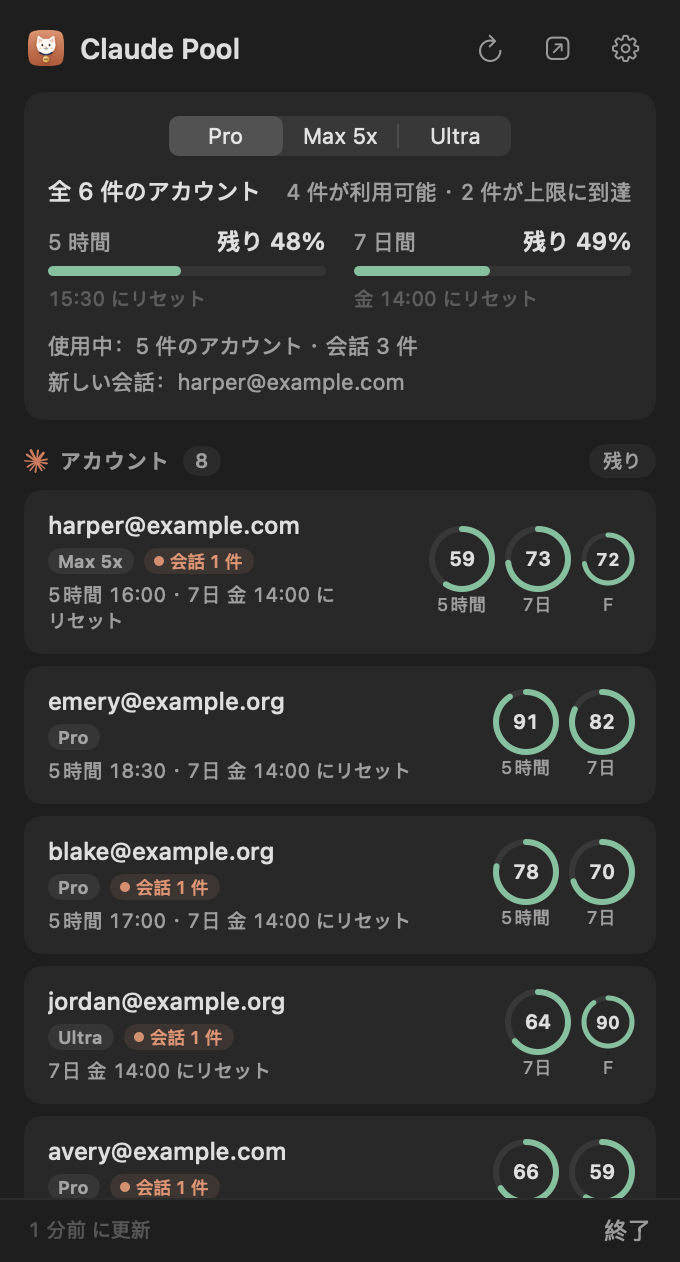 Claude Pool
Pro Max 5x Ultra
全 6 件のアカウント 4 件が利用可能・2 件が上限に到達
5 時間 残り 48% 7 日間 残り 49%
15:30 にリセット 金 14:00 にリセット
使用中: 5 件のアカウント・会話 3 件
新しい会話: harper@example.com
アカウント 8 残り
harper@example.com
Max 5x 会話 1 件
5時間 16:00・7日 金 14:00 に
リセット
59 73 72
5時間 7日 F
emery@example.org
Pro
5時間 18:30・7日 金 14:00 にリセット
91 82
5時間 7日
blake@example.org
Pro 会話 1 件
5時間 17:00・7日 金 14:00 にリセット
78 70
5時間 7日
jordan@example.org
Ultra 会話 1 件
7日 金 14:00 にリセット
64 90
7日 F
avery@example.com
Pro 会話 1 件
66 59
1 分前 に更新 終了